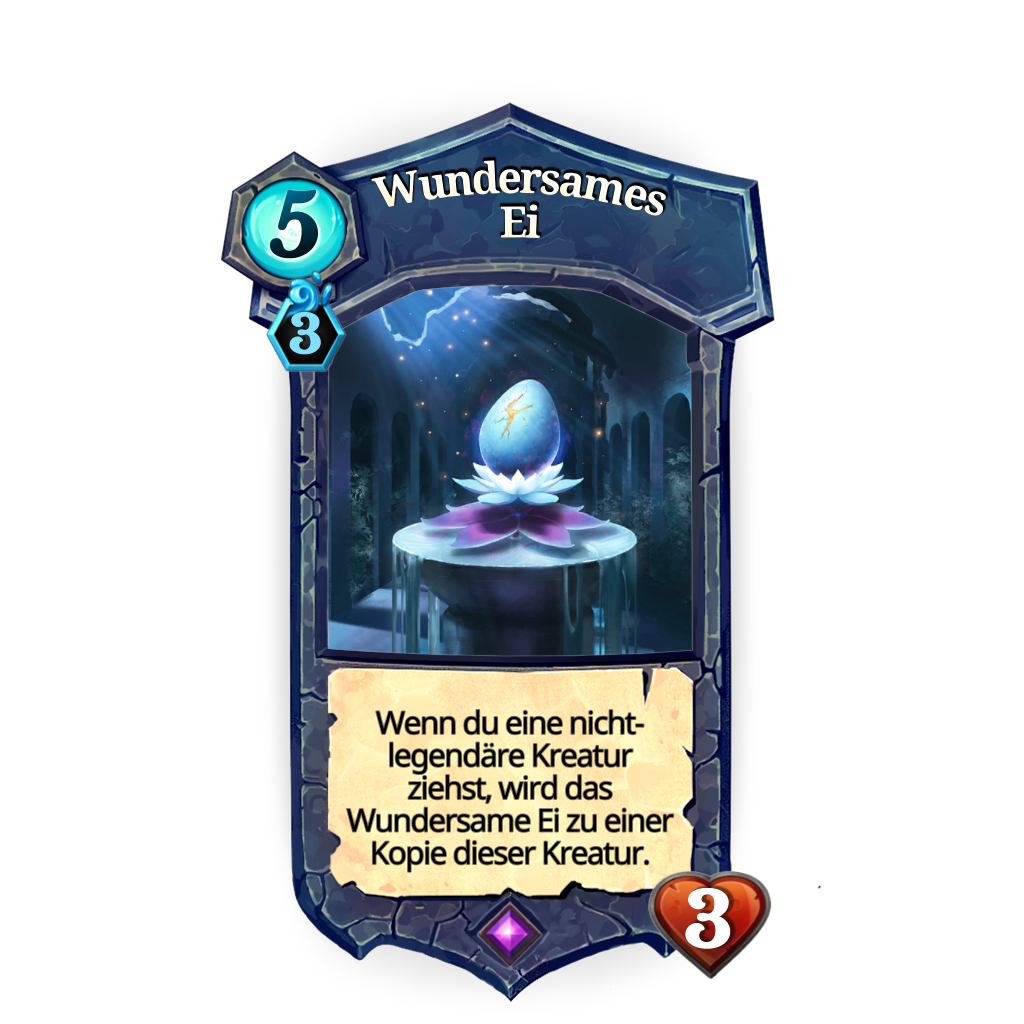 Wundersames
Ei
5
3
Wenn du eine nicht-
legendäre Kreatur
ziehst, wird das
Wundersame Ei zu einer
Kopie dieser Kreatur.
3